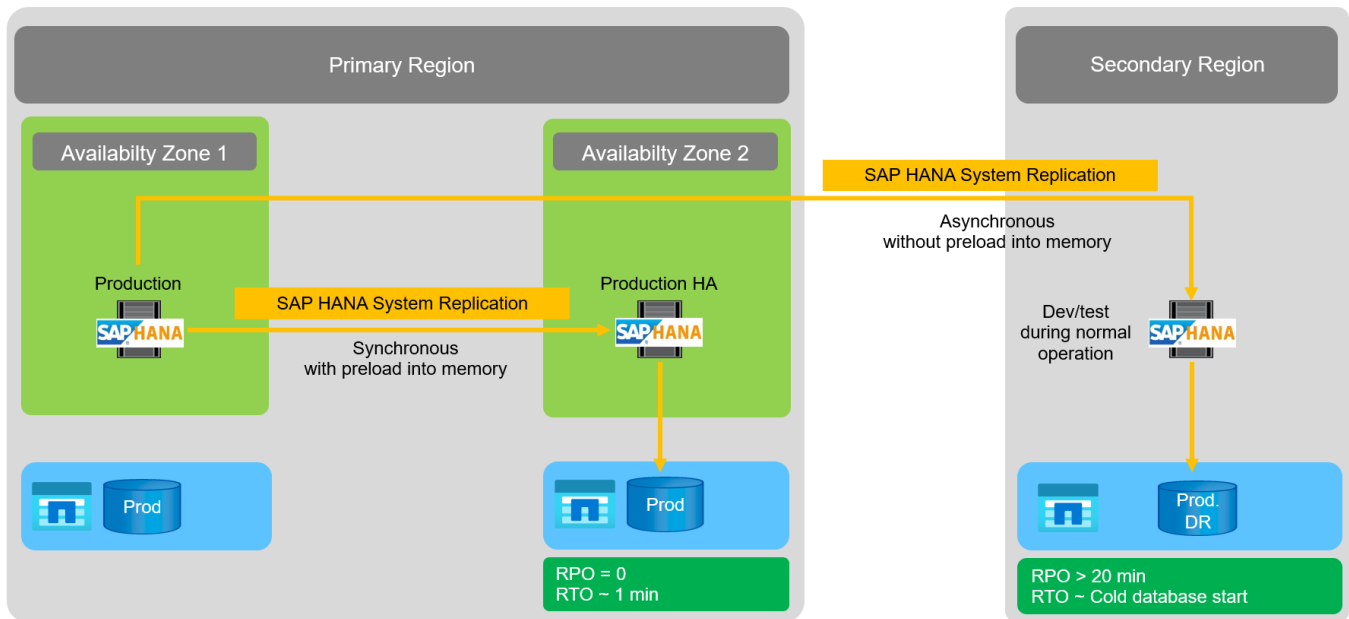 Primary Region
Secondary Region
Availabilty Zone 1
Availabilty Zone 2
SAP HANA System Replication
Asynchronous
without preload into memory
Production
SAP HANA
SAP HANA System Replication
Synchronous
with preload into memory
Production HA
SAP HANA
Dev/test
during normal
operation
SAP HANA
Prod
Prod
Prod.
DR
RPO = 0
RTO ~ 1 min
RPO > 20 min
RTO ~ Cold database start